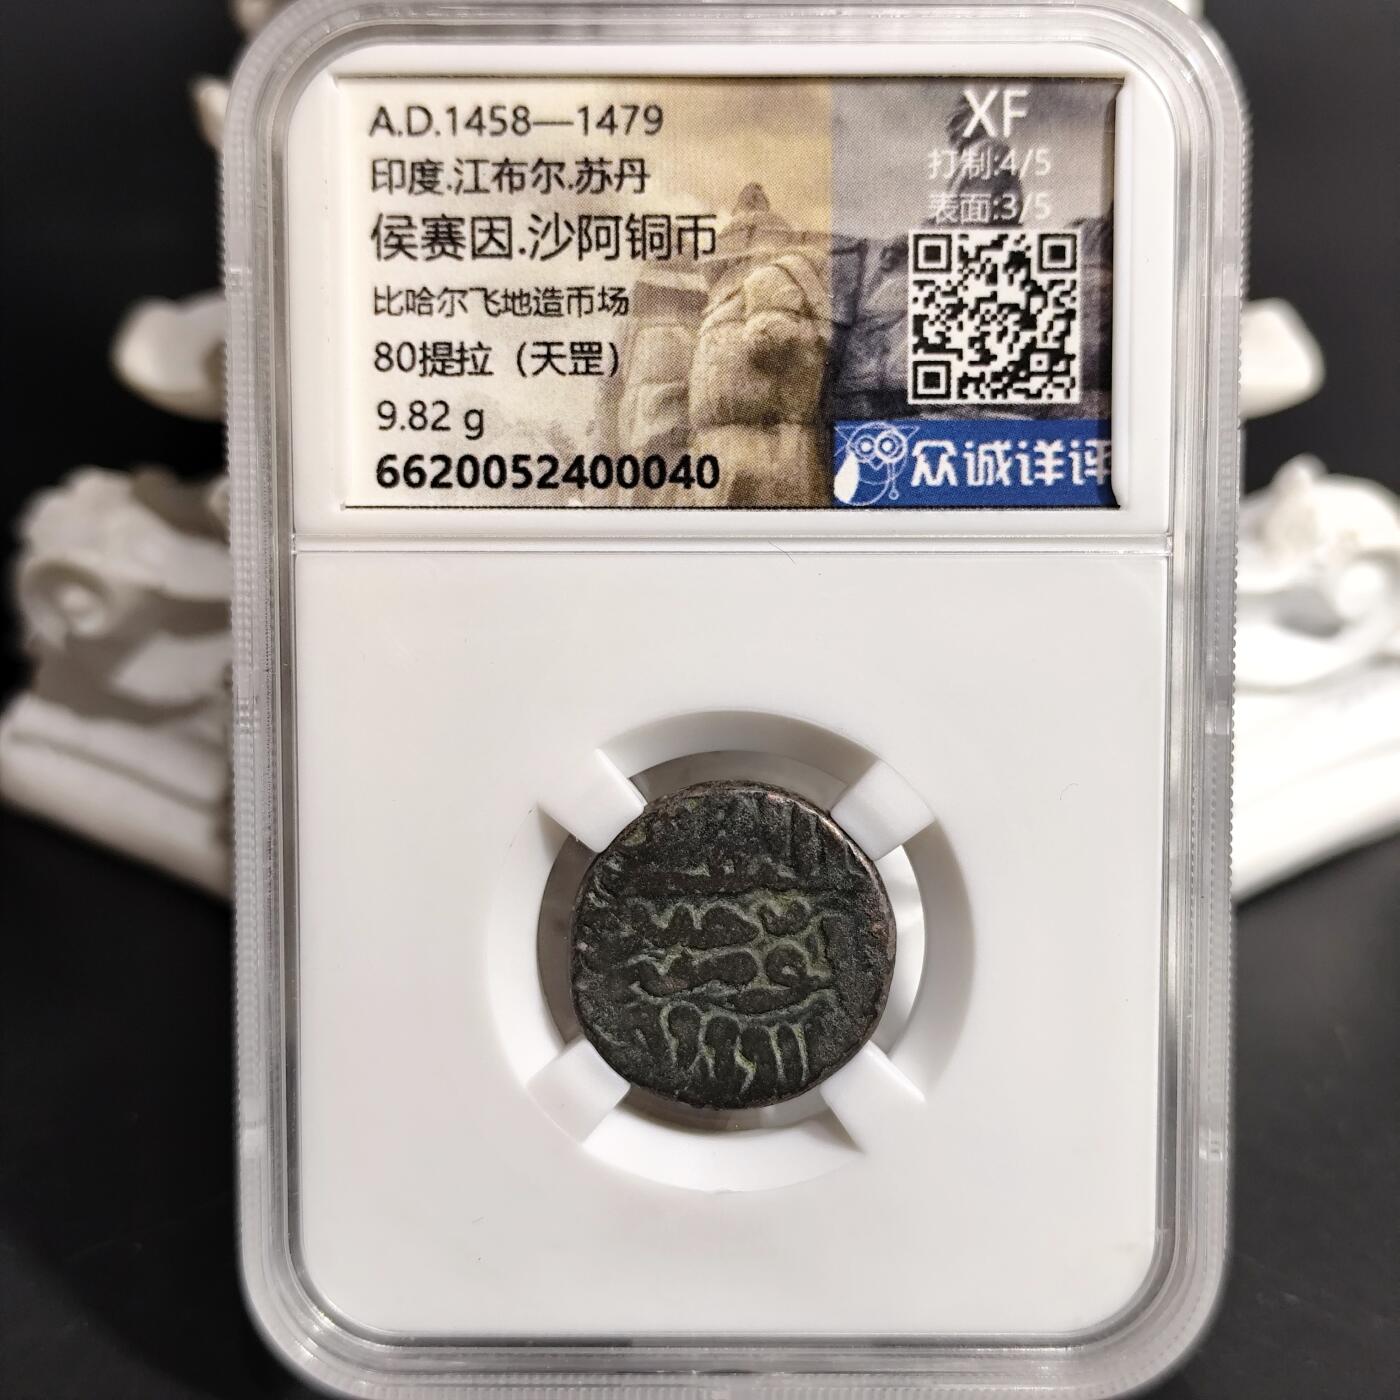 A.D.1458—1479
印度.江布尔.苏丹
侯赛因.沙阿铜币
比哈尔飞地造币场
80提拉（天罡）
9.82 g
6620052400040
XF
打制:4/5
表面:3/5
众诚详评